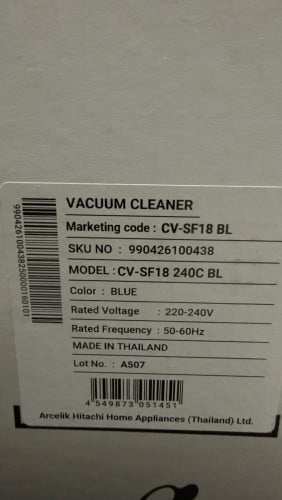 VACUUM CLEANER
Marketing code : CV-SF18 BL
SKU NO : 990426100438
MODEL : CV-SF18 240C BL
Color : BLUE
Rated Voltage : 220-240V
Rated Frequency : 50-60Hz
MADE IN THAILAND
Lot No. : A507
4 549873 051451
Arcelik Hitachi Home Appliances (Thailand) Ltd.
990426100438250000160101